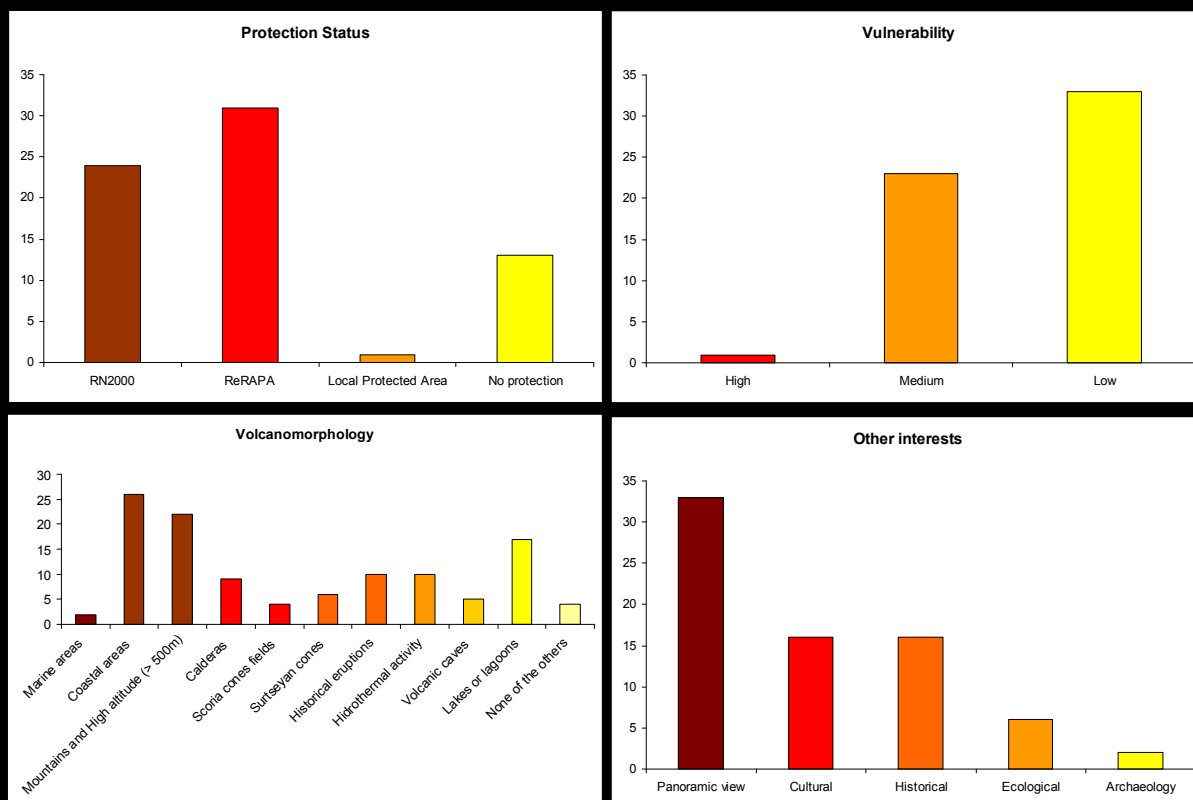 Protection Status
35
30
25
20
15
10
5
0
RN2000 ReRAPA Local Protected Area No protection
Vulnerability
35
30
25
20
15
10
5
0
High Medium Low
Volcanomorphology
30
25
20
15
10
5
0
Marine areas
Coastal areas
Mountains and High altitude (> 500m)
Calderas
Scoria cones fields
Surtseyan cones
Historical eruptions
Hidrothermal activity
Volcanic caves
Lakes or lagoons
None of the others
Other interests
35
30
25
20
15
10
5
0
Panoramic view Cultural Historical Ecological Archaeology